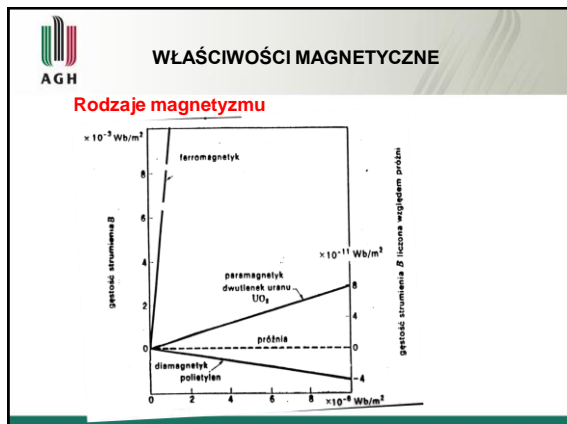 AGH
WŁAŚCIWOŚCI MAGNETYCZNE
Rodzaje magnetyzmu
×10⁻³ Wb/m²
ferromagnetyk
8
6
4
2
0
gęstość strumienia B
×10⁻¹¹ Wb/m²
paramagnetyk
dwutlenek uranu
UO₂
próżnia
diamagnetyk
polietylen
8
4
0
-4
gęstość strumienia B liczona względem próżni
0 2 4 6 8 ×10⁻⁸ Wb/m²